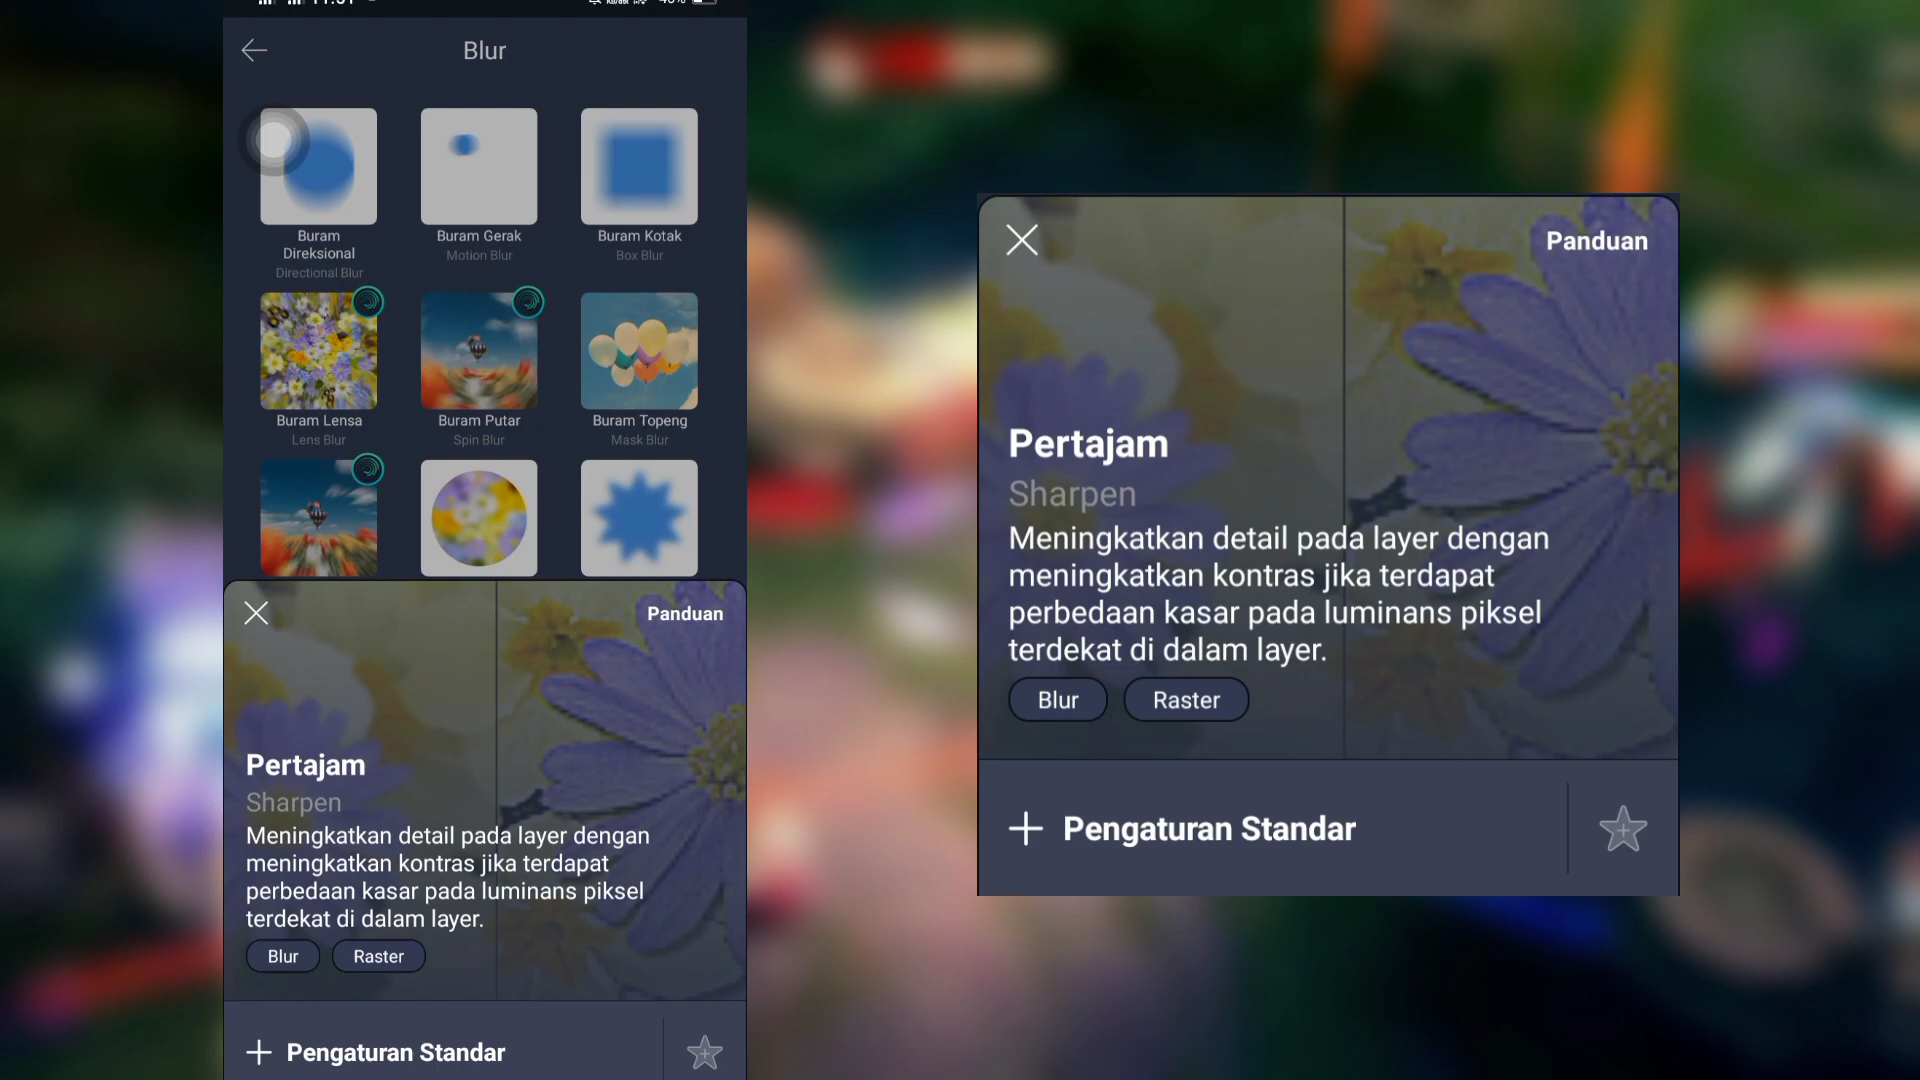 Blur
Buram
Direksional
Directional Blur
Buram Gerak
Motion Blur
Buram Kotak
Box Blur
Buram Lensa
Lens Blur
Buram Putar
Spin Blur
Buram Topeng
Mask Blur
Panduan
Pertajam
Sharpen
Meningkatkan detail pada layer dengan
meningkatkan kontras jika terdapat
perbedaan kasar pada luminans piksel
terdekat di dalam layer.
Blur
Raster
Pengaturan Standar
Panduan
Pertajam
Sharpen
Meningkatkan detail pada layer dengan
meningkatkan kontras jika terdapat
perbedaan kasar pada luminans piksel
terdekat di dalam layer.
Blur
Raster
Pengaturan Standar